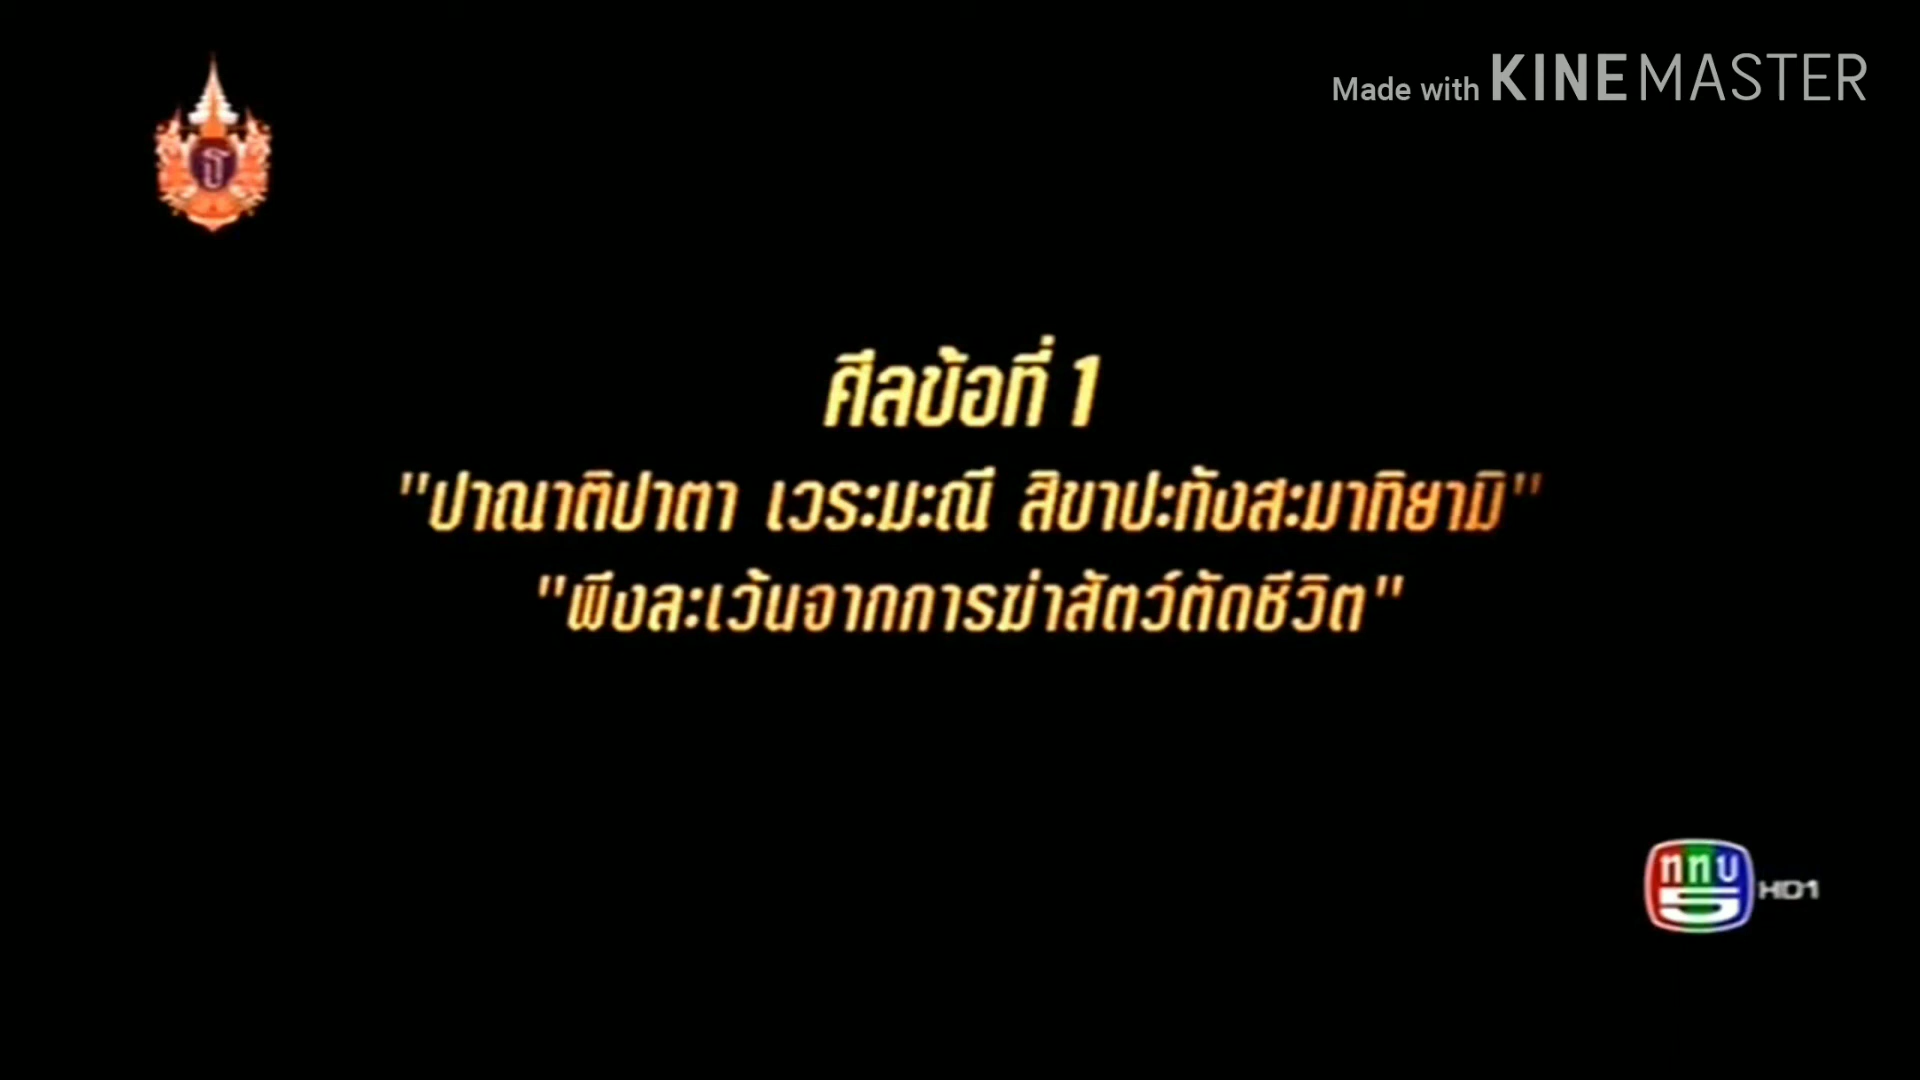 Made with KINEMASTER
ธ
ศีลข้อที่ 1
"ปาณาติปาตา เวระมะณี สิขาปะทังสะมาทิยามิ"
"พึงละเว้นจากการฆ่าสัตว์ตัดชีวิต"
ททบ
5 HD1